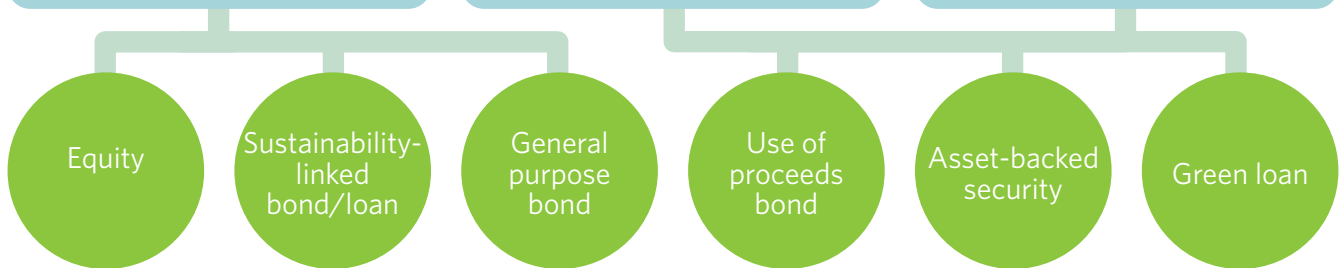 Equity
Sustainability-
linked
bond/loan
General
purpose
bond
Use of
proceeds
bond
Asset-backed
security
Green loan